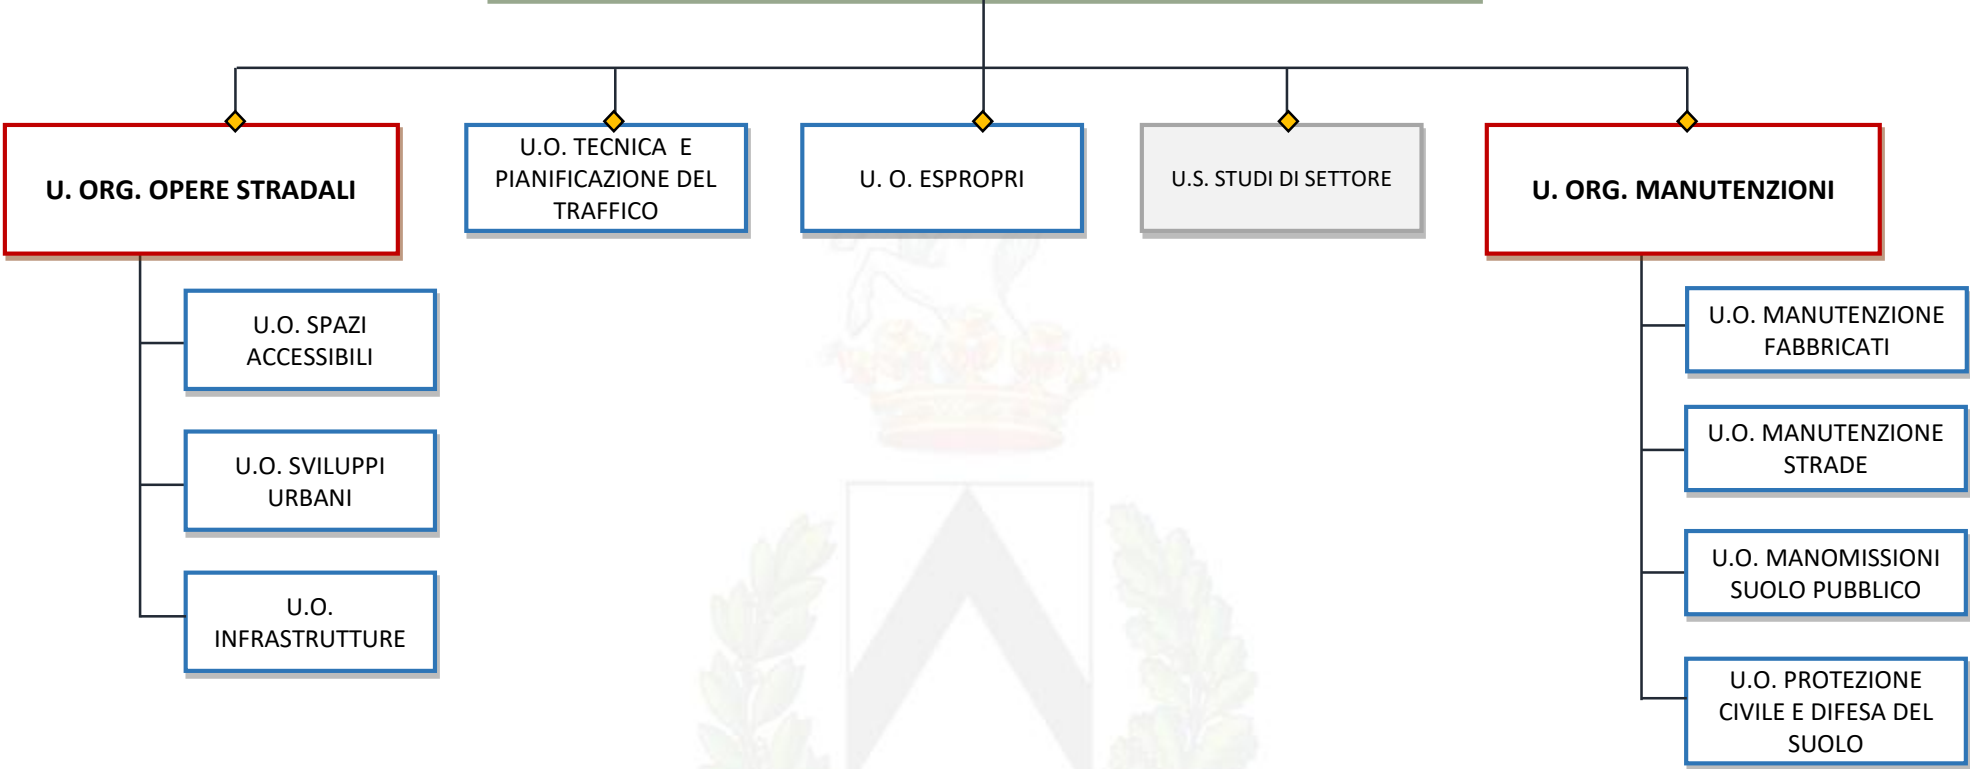 U. ORG. OPERE STRADALI
U.O. TECNICA E
PIANIFICAZIONE DEL
TRAFFICO
U. O. ESPROPRI
U.S. STUDI DI SETTORE
U. ORG. MANUTENZIONI
U.O. SPAZI
ACCESSIBILI
U.O. SVILUPPI
URBANI
U.O.
INFRASTRUTTURE
U.O. MANUTENZIONE
FABBRICATI
U.O. MANUTENZIONE
STRADE
U.O. MANOMISSIONI
SUOLO PUBBLICO
U.O. PROTEZIONE
CIVILE E DIFESA DEL
SUOLO